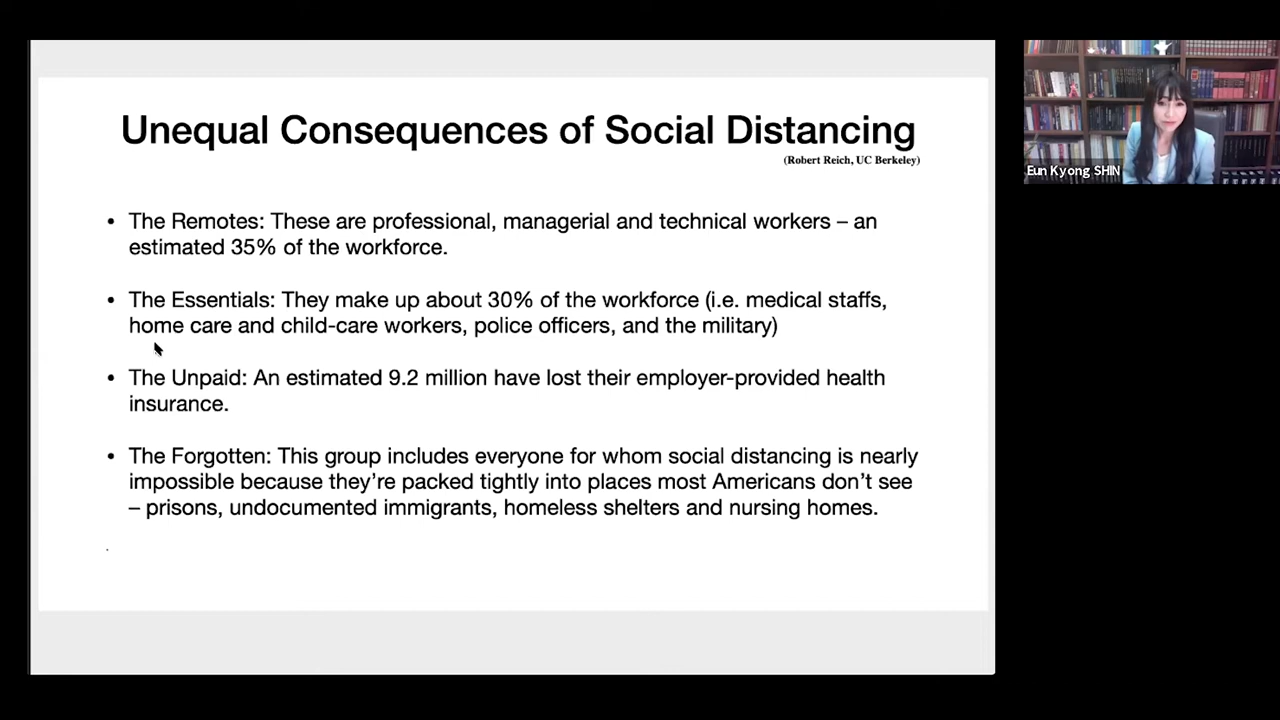 Unequal Consequences of Social Distancing
(Robert Reich, UC Berkeley)
• The Remotes: These are professional, managerial and technical workers – an
estimated 35% of the workforce.
• The Essentials: They make up about 30% of the workforce (i.e. medical staffs,
home care and child-care workers, police officers, and the military)
• The Unpaid: An estimated 9.2 million have lost their employer-provided health
insurance.
• The Forgotten: This group includes everyone for whom social distancing is nearly
impossible because they’re packed tightly into places most Americans don’t see
– prisons, undocumented immigrants, homeless shelters and nursing homes.
.
Eun Kyong SHIN